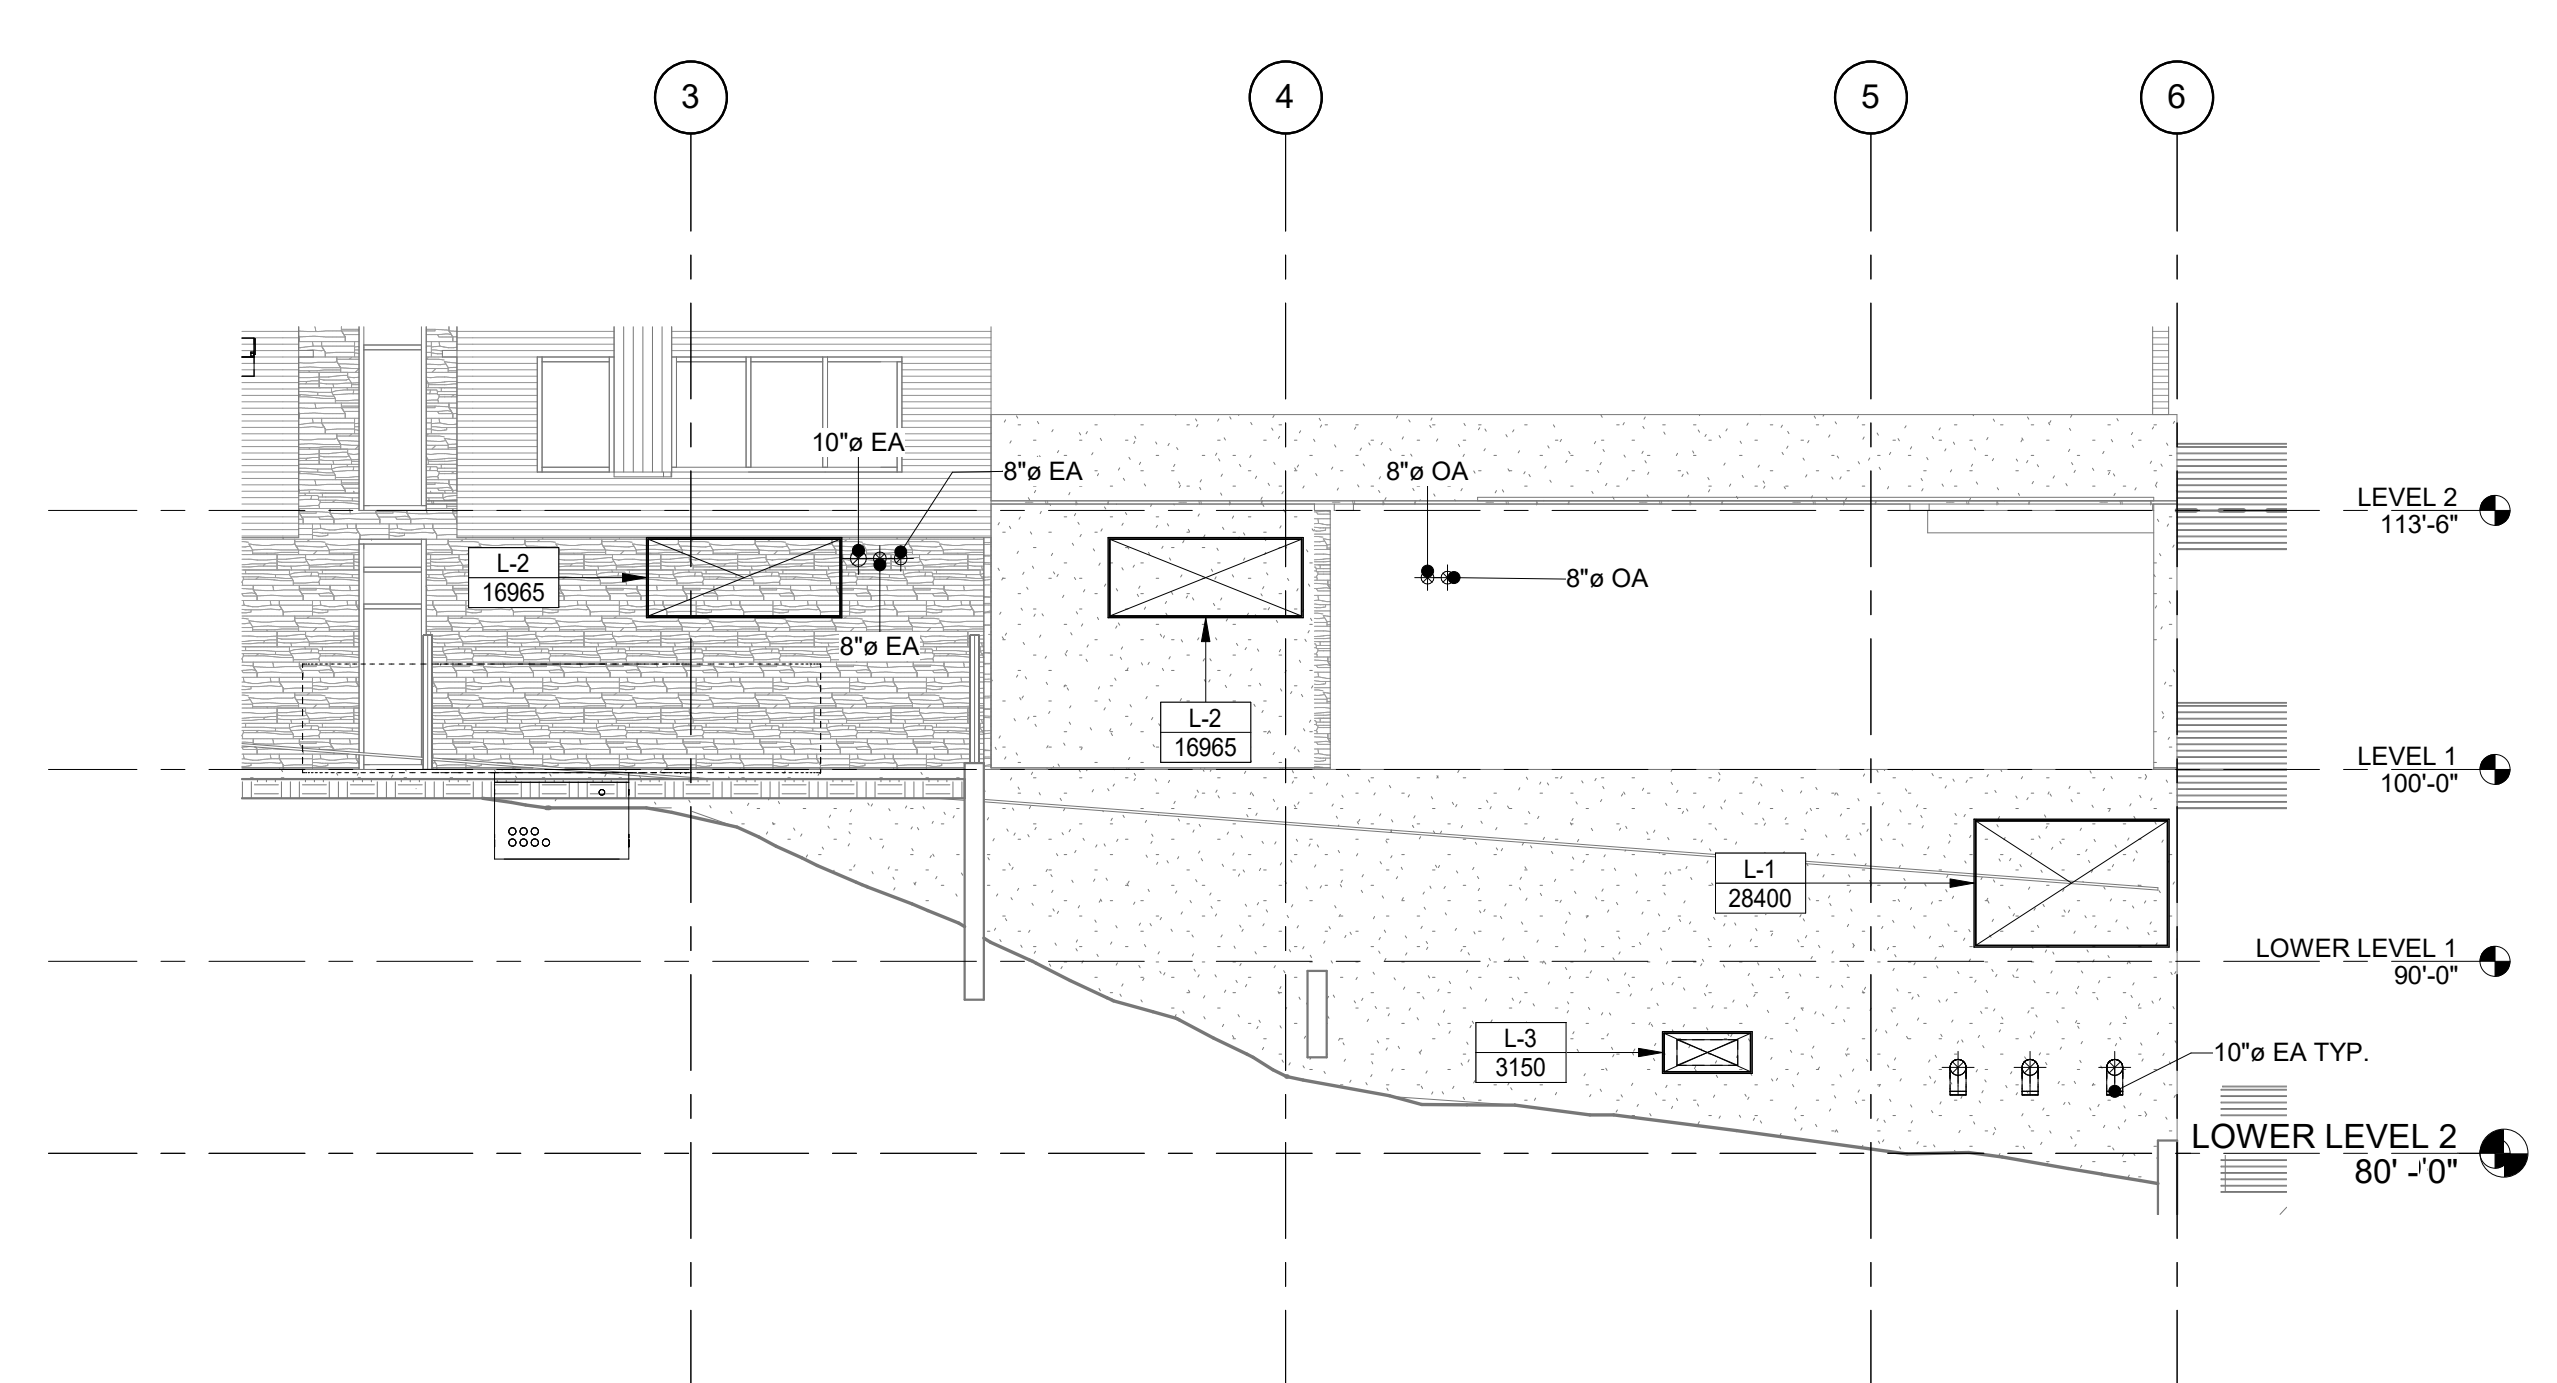 3
4
5
6
10"ø EA
8"ø EA
8"ø OA
LEVEL 2
113'-6"
L-2
16965
8"ø OA
8"ø EA
L-2
16965
LEVEL 1
100'-0"
L-1
28400
LOWER LEVEL 1
90'-0"
L-3
3150
10"ø EA TYP.
LOWER LEVEL 2
80' -'0"